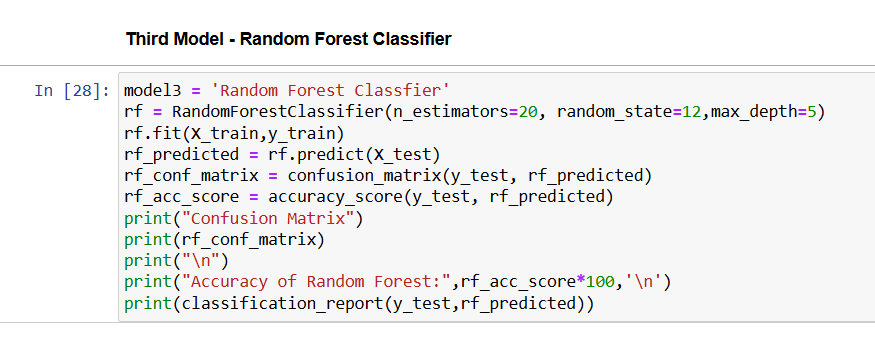 Third Model - Random Forest Classifier
In [28]: model3 = 'Random Forest Classfier'
rf = RandomForestClassifier(n_estimators=20, random_state=12,max_depth=5)
rf.fit(X_train,y_train)
rf_predicted = rf.predict(X_test)
rf_conf_matrix = confusion_matrix(y_test, rf_predicted)
rf_acc_score = accuracy_score(y_test, rf_predicted)
print("Confusion Matrix")
print(rf_conf_matrix)
print("\n")
print("Accuracy of Random Forest:",rf_acc_score*100,'\n')
print(classification_report(y_test,rf_predicted))